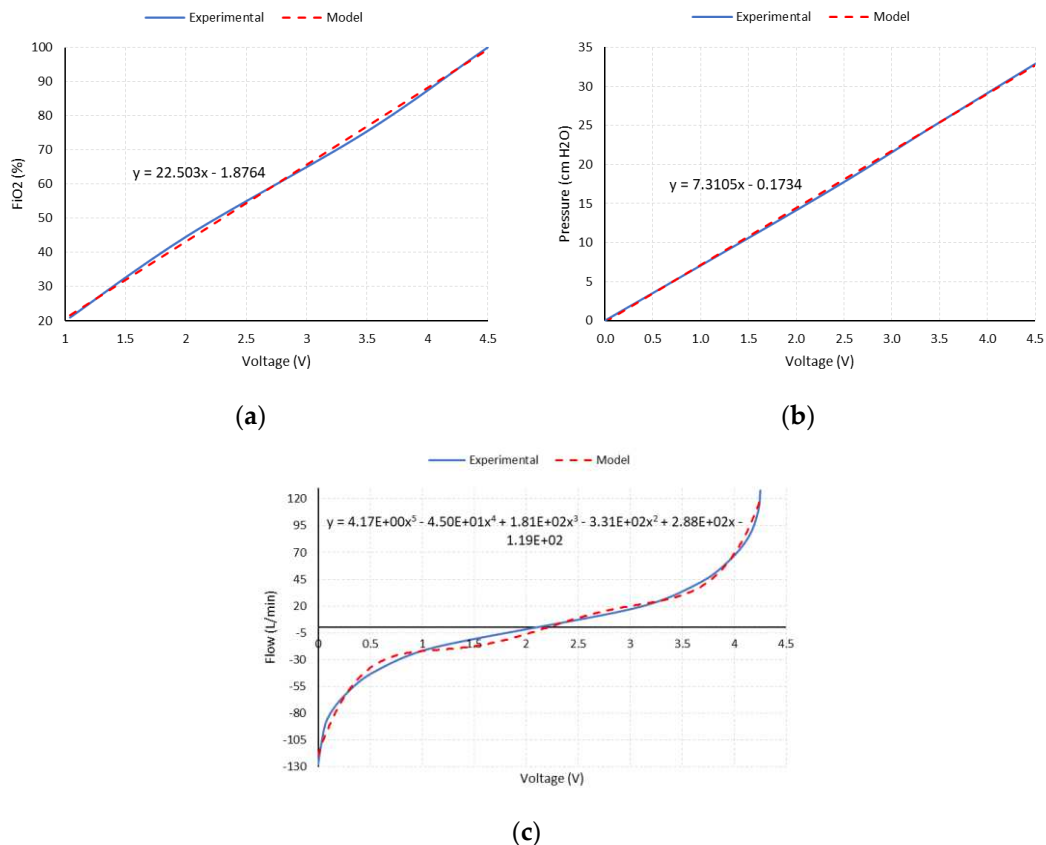 Experimental Model
100
90
80
70
60
50
40
30
20
FiO2 (%)
y = 22.503x - 1.8764
1 1.5 2 2.5 3 3.5 4 4.5
Voltage (V)
(a)
Experimental Model
35
30
25
20
15
10
5
0
Pressure (cm H2O)
y = 7.3105x - 0.1734
0.0 0.5 1.0 1.5 2.0 2.5 3.0 3.5 4.0 4.5
Voltage (V)
(b)
Experimental Model
120
95
70
45
20
-5
-30
-55
-80
-105
-130
Flow (L/min)
y = 4.17E+00x⁵ - 4.50E+01x⁴ + 1.81E+02x³ - 3.31E+02x² + 2.88E+02x -
1.19E+02
0 0.5 1 1.5 2 2.5 3 3.5 4 4.5
Voltage (V)
(c)